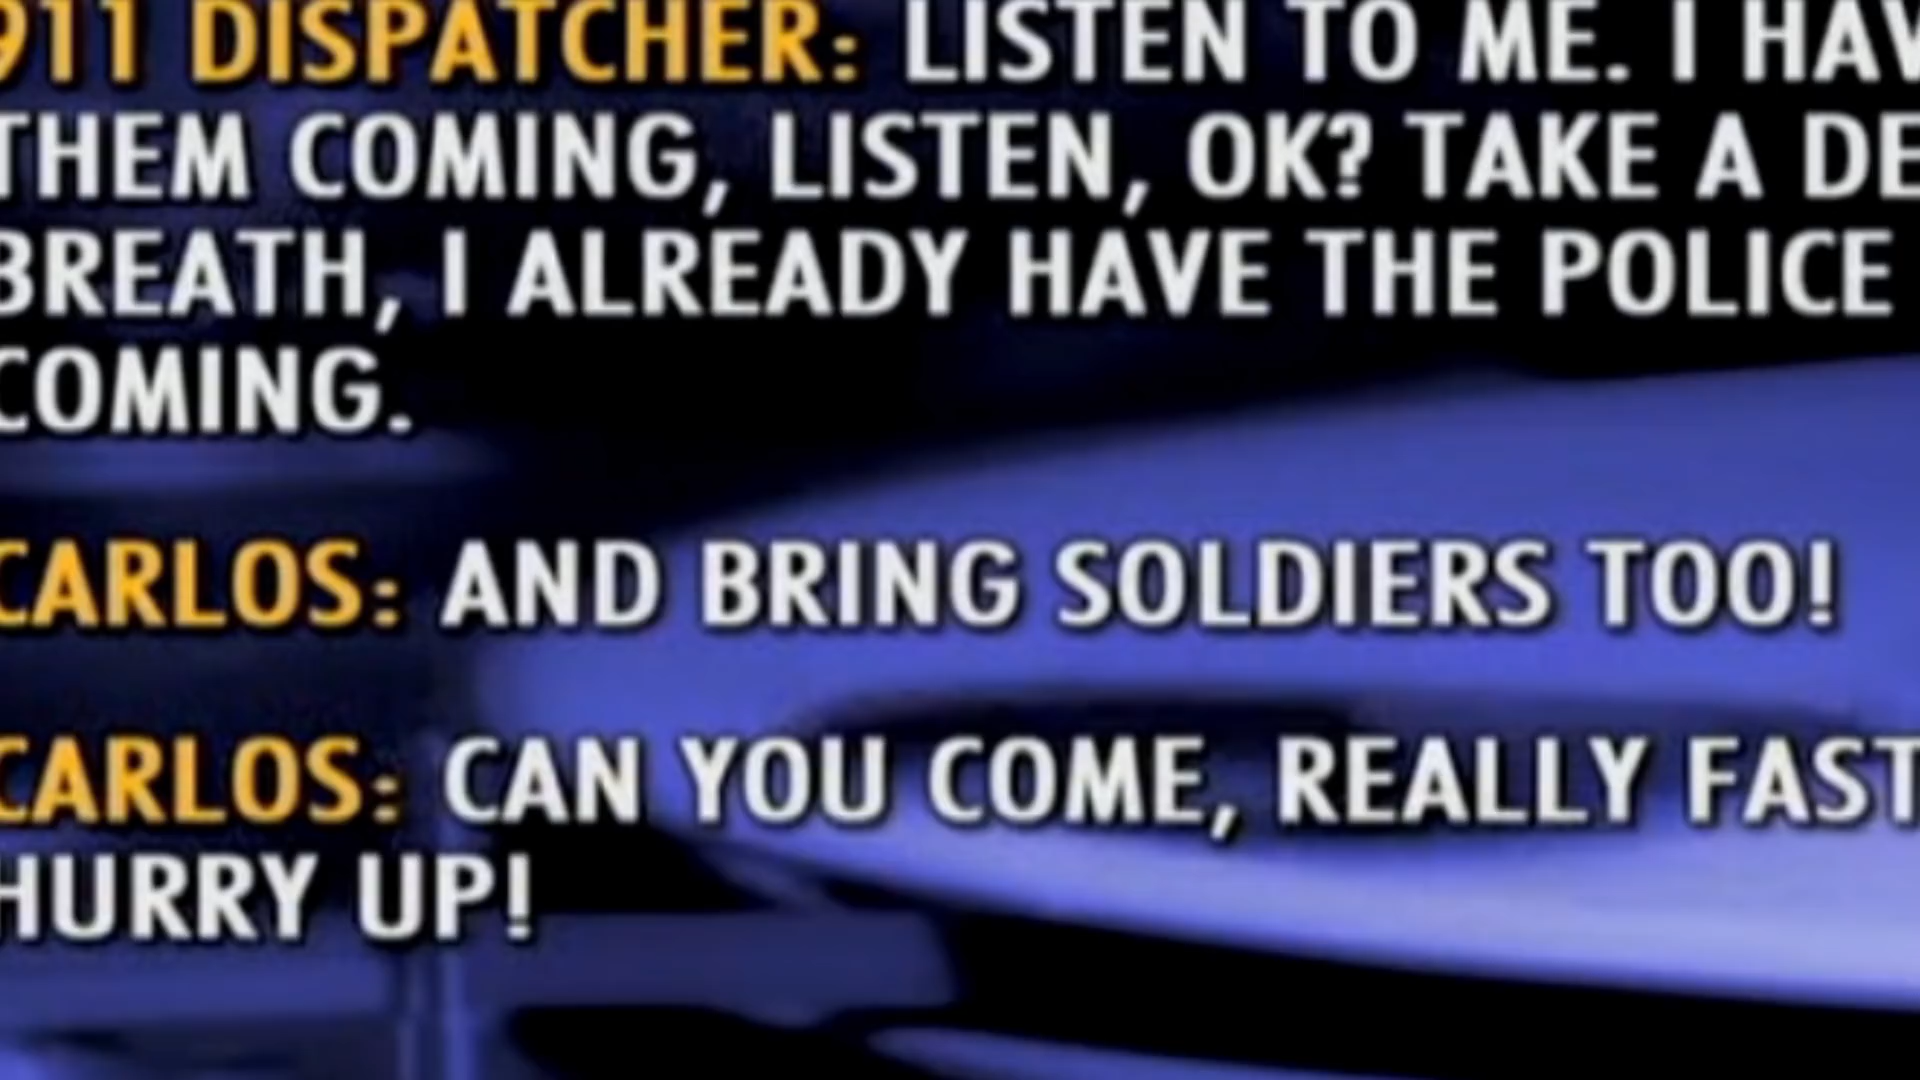 911 DISPATCHER: LISTEN TO ME. I HAV
THEM COMING, LISTEN, OK? TAKE A DE
BREATH, I ALREADY HAVE THE POLICE
COMING.
CARLOS: AND BRING SOLDIERS TOO!
CARLOS: CAN YOU COME, REALLY FAST
HURRY UP!